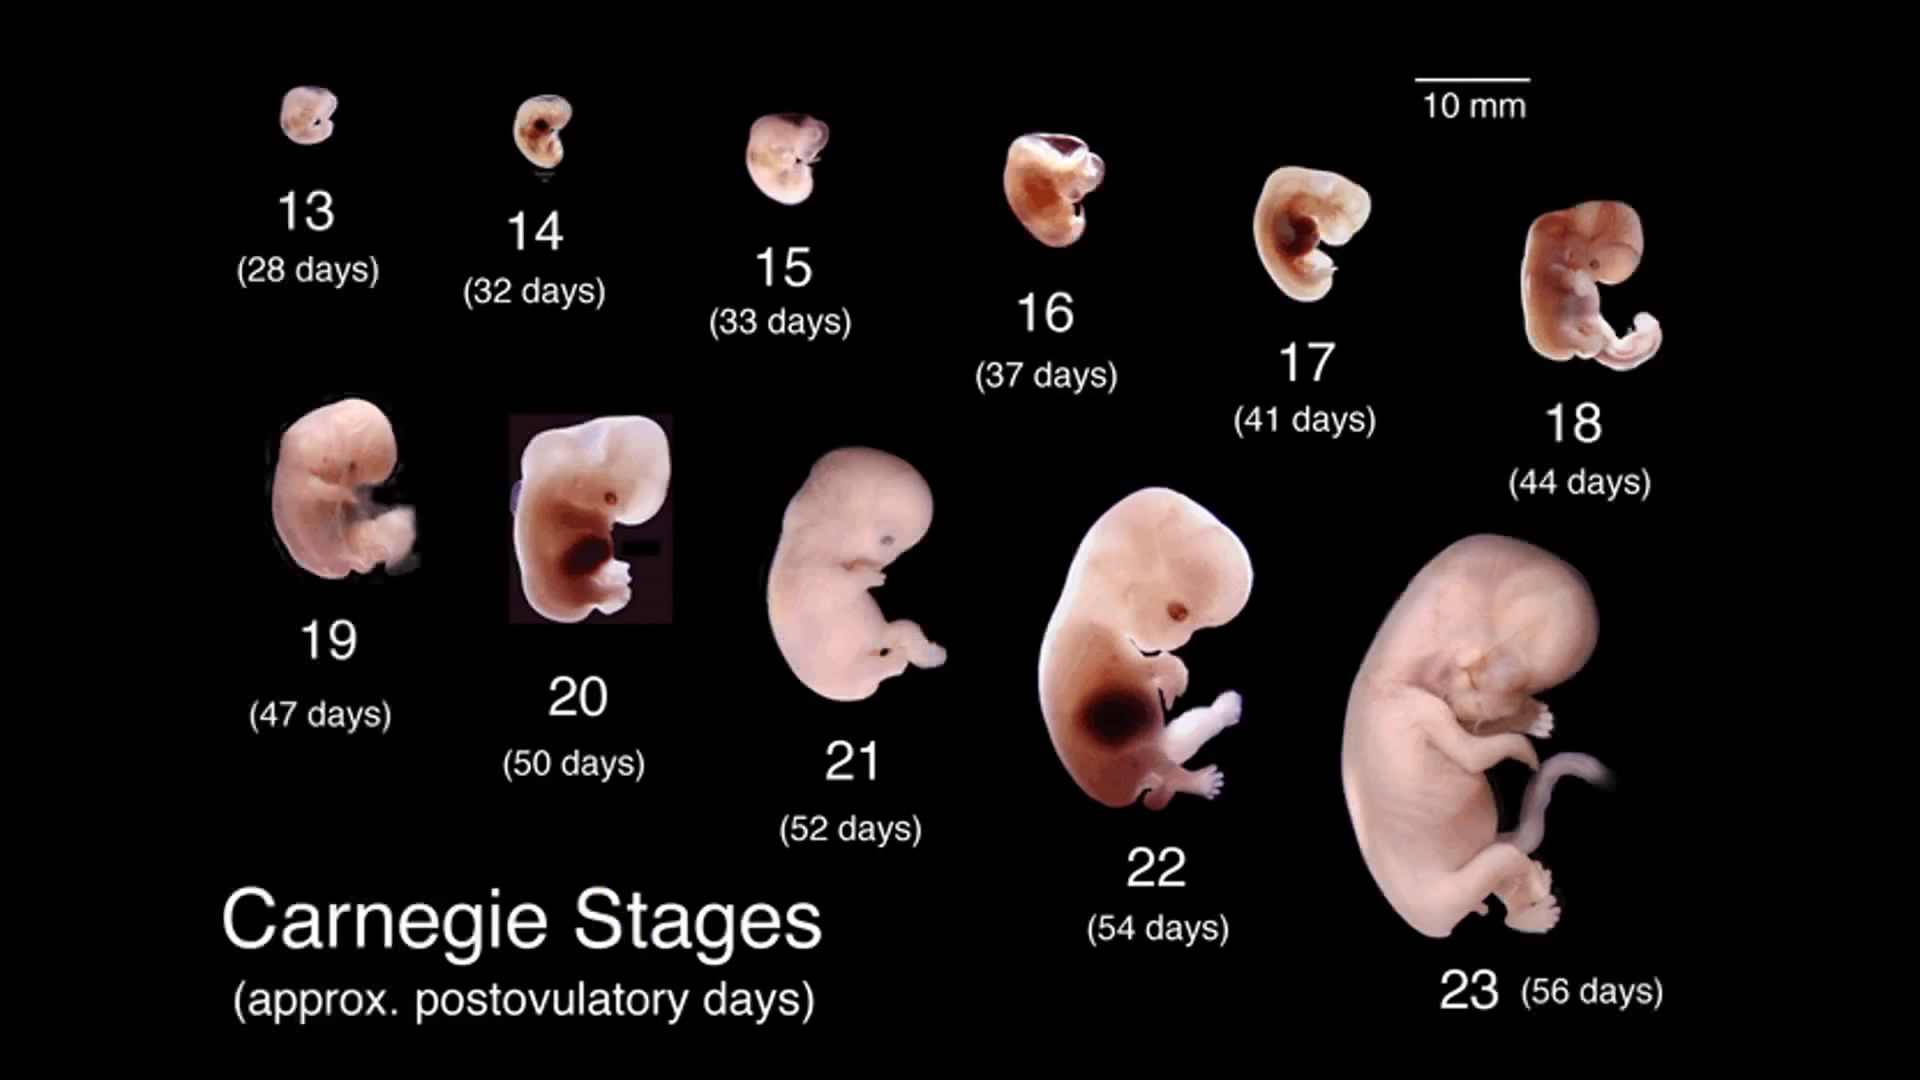 10 mm
13
(28 days)
14
(32 days)
15
(33 days)
16
(37 days)
17
(41 days)
18
(44 days)
19
(47 days)
20
(50 days)
21
(52 days)
22
(54 days)
23 (56 days)
Carnegie Stages
(approx. postovulatory days)